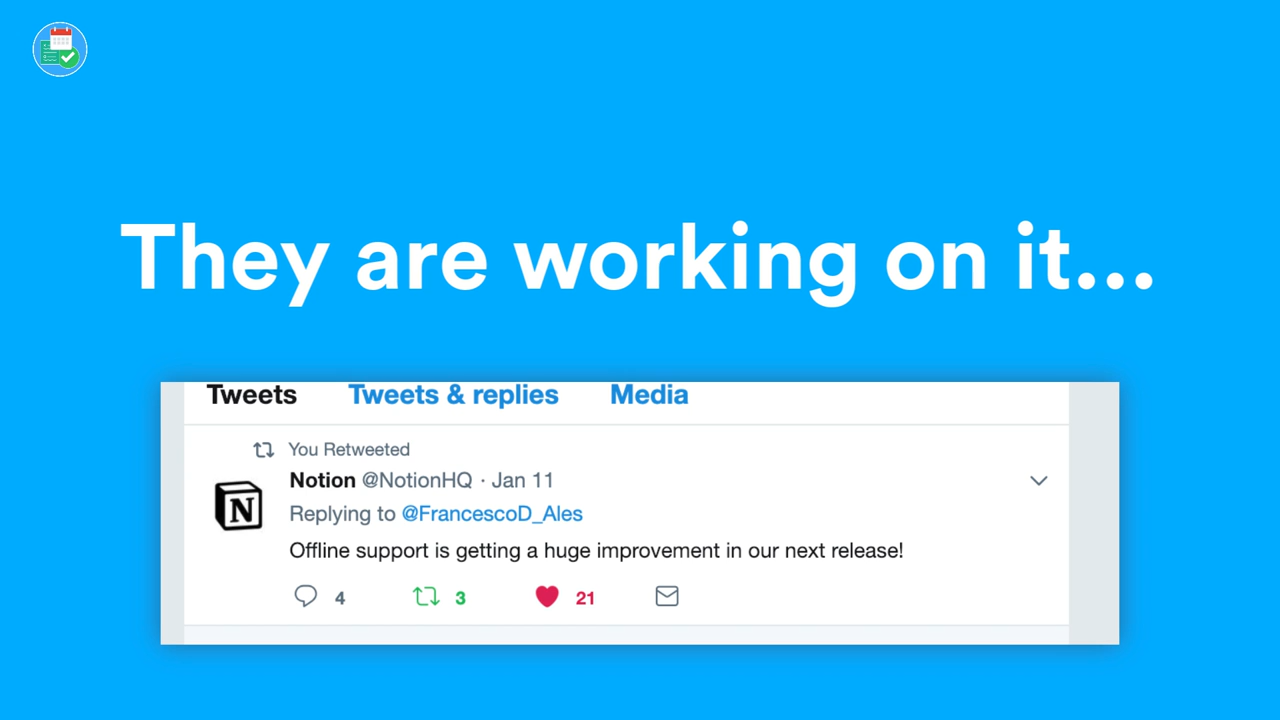 They are working on it...
Tweets Tweets & replies Media
You Retweeted
Notion @NotionHQ · Jan 11
Replying to @FrancescoD_Ales
Offline support is getting a huge improvement in our next release!
4 3 21